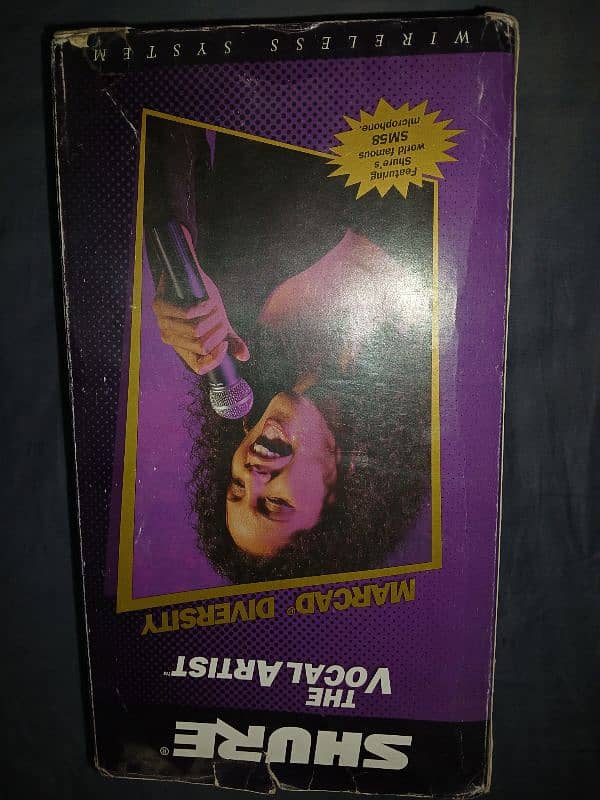 SHURE®
THE
VOCAL ARTIST™
MARCAD® DIVERSITY
Featuring
Shure's
world famous
SM58
microphone.
WIRELESS SYSTEM